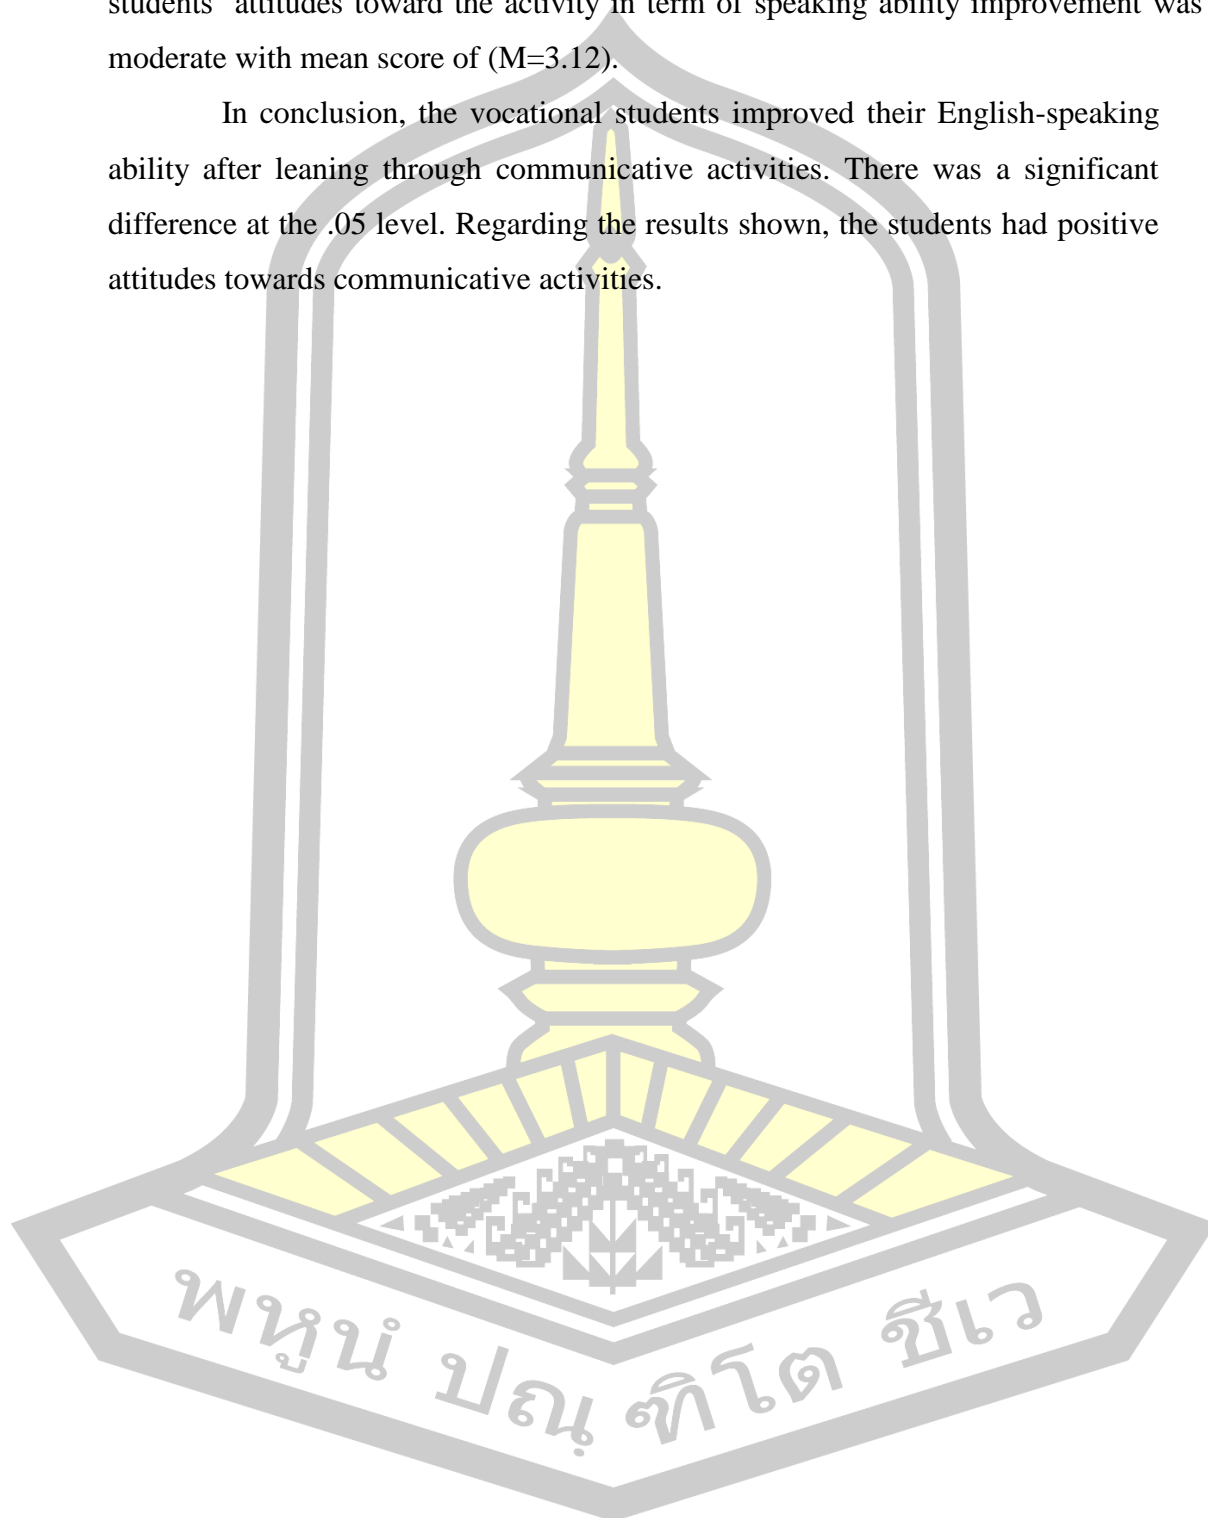 students’ attitudes toward the activity in term of speaking ability improvement was
moderate with mean score of (M=3.12).
In conclusion, the vocational students improved their English-speaking
ability after leaning through communicative activities. There was a significant
difference at the .05 level. Regarding the results shown, the students had positive
attitudes towards communicative activities.
พหูนํ ปณฺฑิโต ชีเว